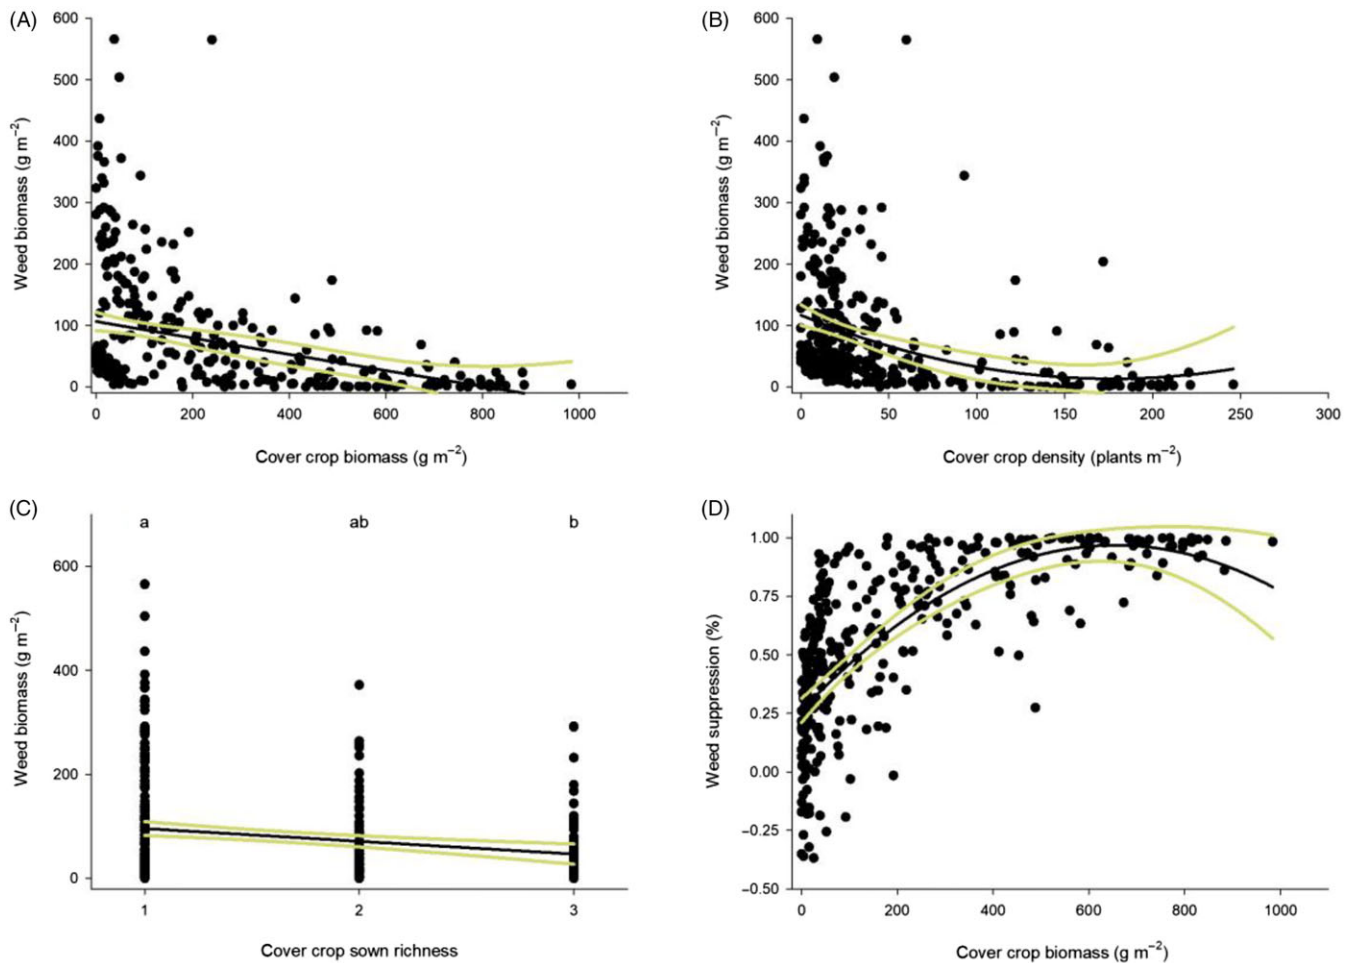 (A)
600
500
400
300
200
100
0
Weed biomass (g m⁻²)
0 200 400 600 800 1000
Cover crop biomass (g m⁻²)
(B)
600
500
400
300
200
100
0
Weed biomass (g m⁻²)
0 50 100 150 200 250 300
Cover crop density (plants m⁻²)
(C)
a ab b
600
400
200
0
Weed biomass (g m⁻²)
1 2 3
Cover crop sown richness
(D)
1.00
0.75
0.50
0.25
0.00
−0.25
−0.50
Weed suppression (%)
0 200 400 600 800 1000
Cover crop biomass (g m⁻²)